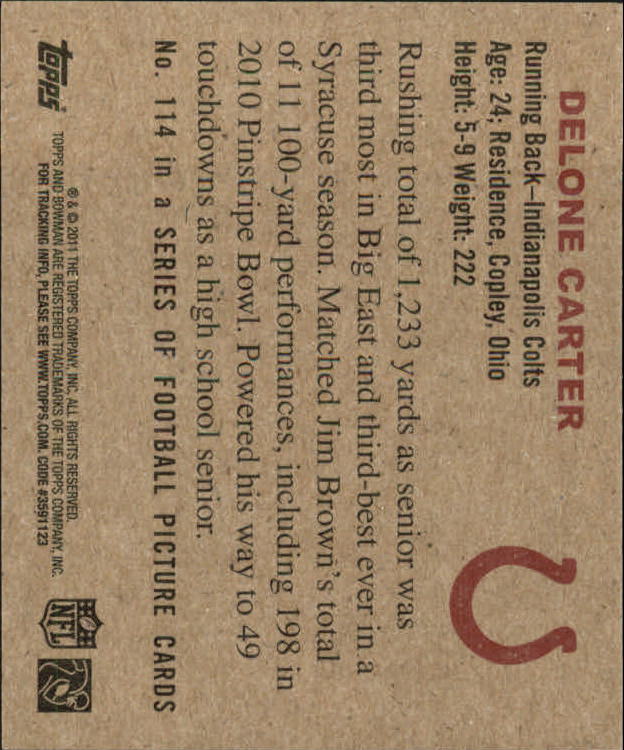 DELONE CARTER
Running Back–Indianapolis Colts
Age: 24; Residence, Copley, Ohio
Height: 5-9 Weight: 222
Rushing total of 1,233 yards as senior was
third most in Big East and third-best ever in a
Syracuse season. Matched Jim Brown's total
of 11 100-yard performances, including 198 in
2010 Pinstripe Bowl. Powered his way to 49
touchdowns as a high school senior.
No. 114 in a SERIES OF FOOTBALL PICTURE CARDS
topps
® & © 2011 THE TOPPS COMPANY, INC. ALL RIGHTS RESERVED.
TOPPS AND BOWMAN ARE REGISTERED TRADEMARKS OF THE TOPPS COMPANY, INC.
FOR TRACKING INFO, PLEASE SEE WWW.TOPPS.COM. CODE #3591123
NFL